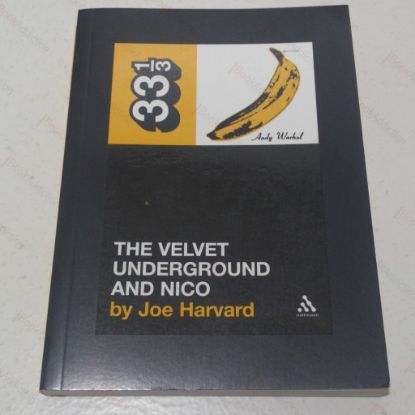 33 1/3
Andy Warhol
THE VELVET
UNDERGROUND
AND NICO
by Joe Harvard